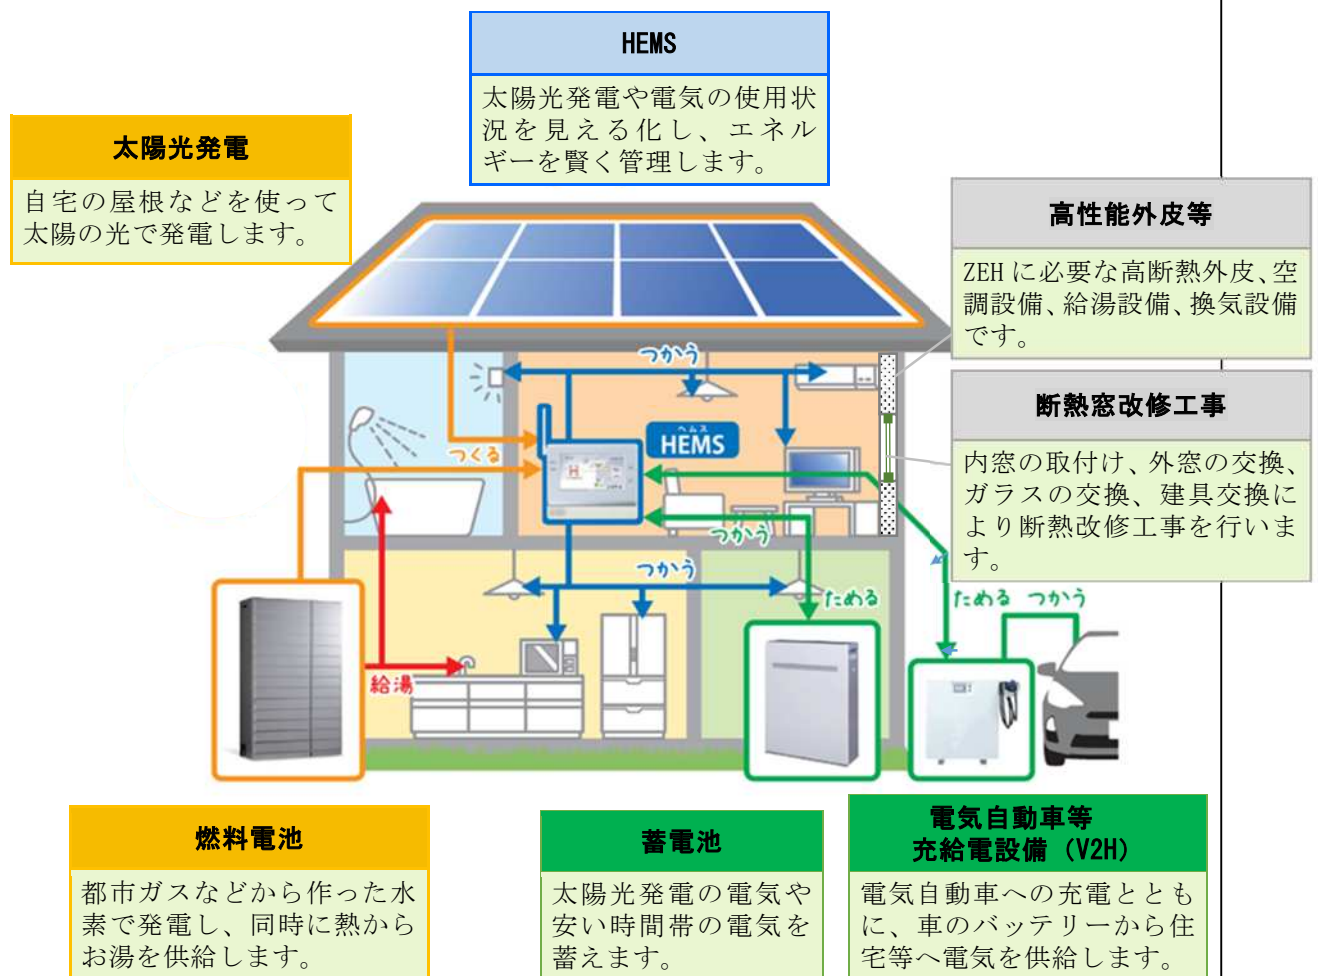 HEMS
太陽光発電や電気の使用状
況を見える化し、エネル
ギーを賢く管理します。
太陽光発電
自宅の屋根などを使って
太陽の光で発電します。
高性能外皮等
ZEHに必要な高断熱外皮、空
調設備、給湯設備、換気設備
です。
断熱窓改修工事
内窓の取付け、外窓の交換、
ガラスの交換、建具交換に
より断熱改修工事を行いま
す。
つかう
ヘムス
HEMS
つくる
つかう
つかう
ためる
ためる つかう
給湯
燃料電池
都市ガスなどから作った水
素で発電し、同時に熱から
お湯を供給します。
蓄電池
太陽光発電の電気や
安い時間帯の電気を
蓄えます。
電気自動車等
充給電設備（V2H）
電気自動車への充電ととも
に、車のバッテリーから住
宅等へ電気を供給します。